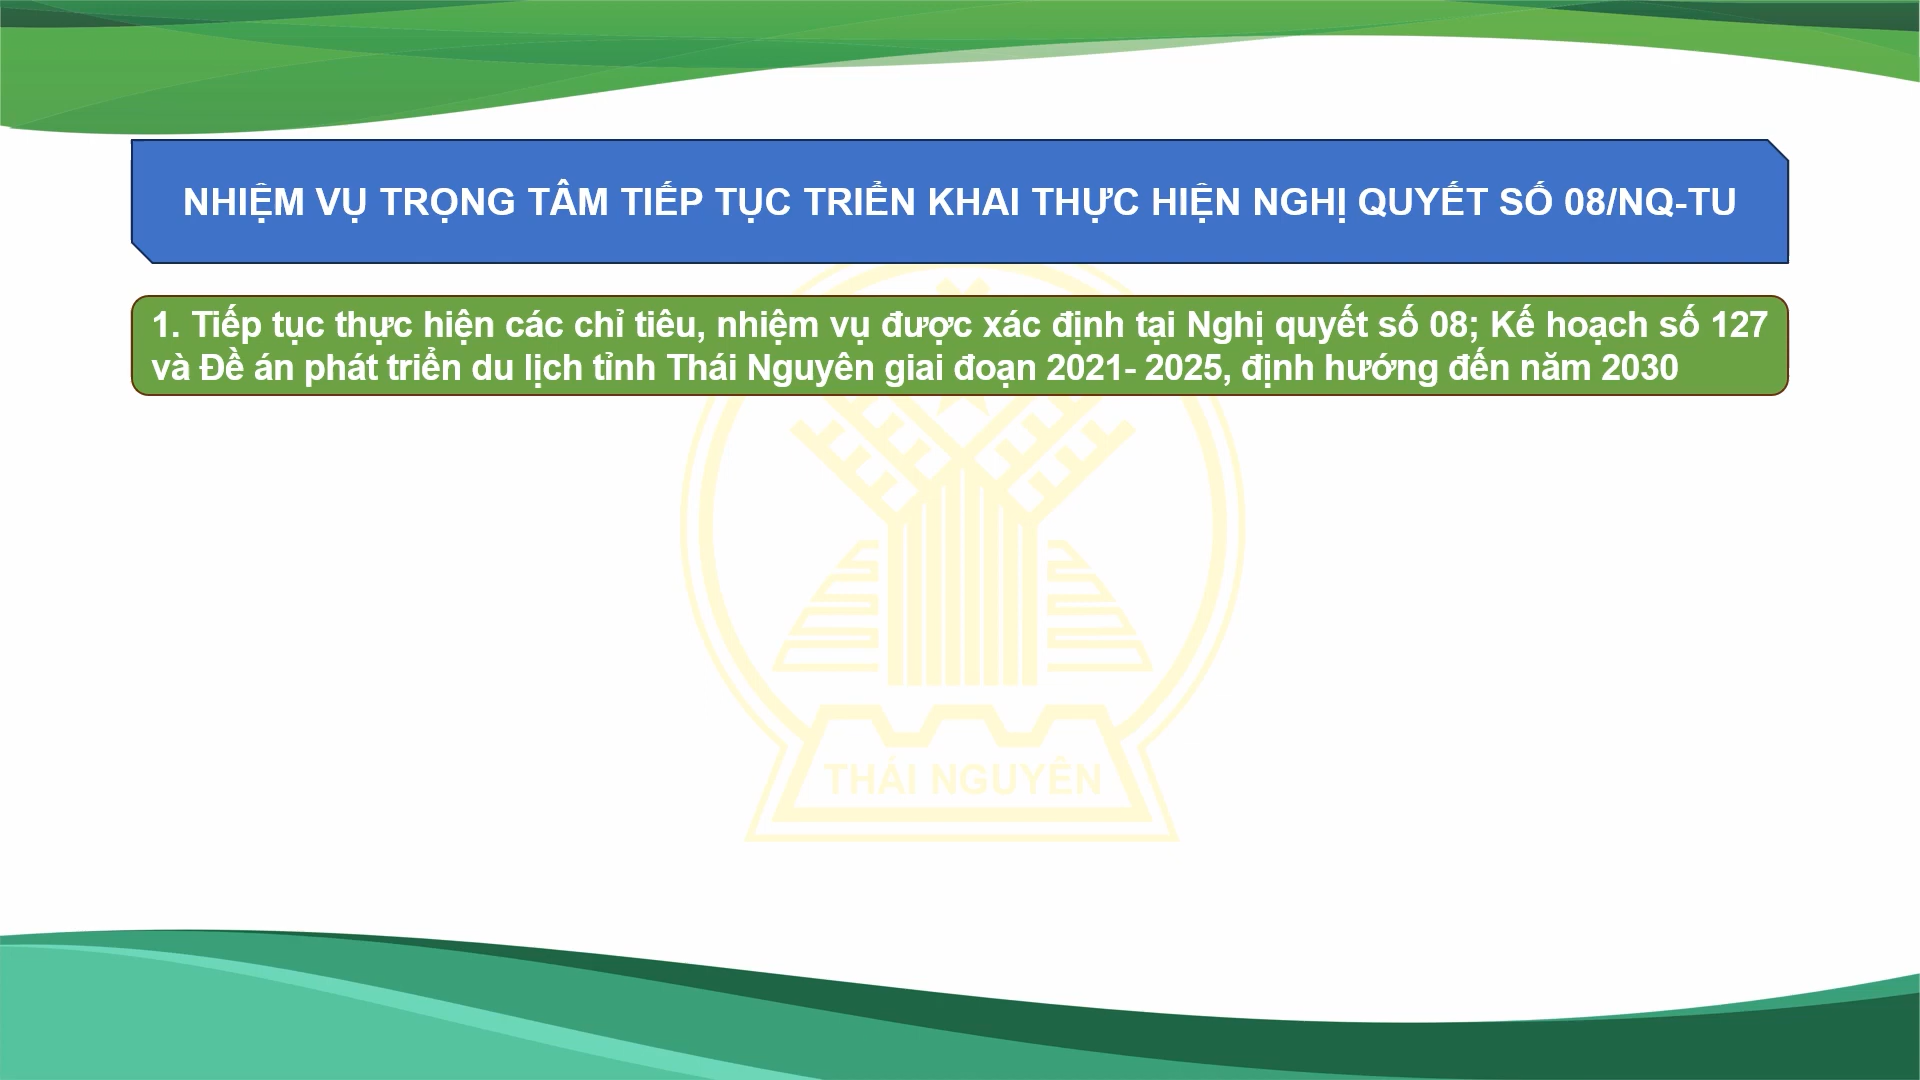 NHIỆM VỤ TRỌNG TÂM TIẾP TỤC TRIỂN KHAI THỰC HIỆN NGHỊ QUYẾT SỐ 08/NQ-TU
1. Tiếp tục thực hiện các chỉ tiêu, nhiệm vụ được xác định tại Nghị quyết số 08; Kế hoạch số 127
và Đề án phát triển du lịch tỉnh Thái Nguyên giai đoạn 2021- 2025, định hướng đến năm 2030
THÁI NGUYÊN